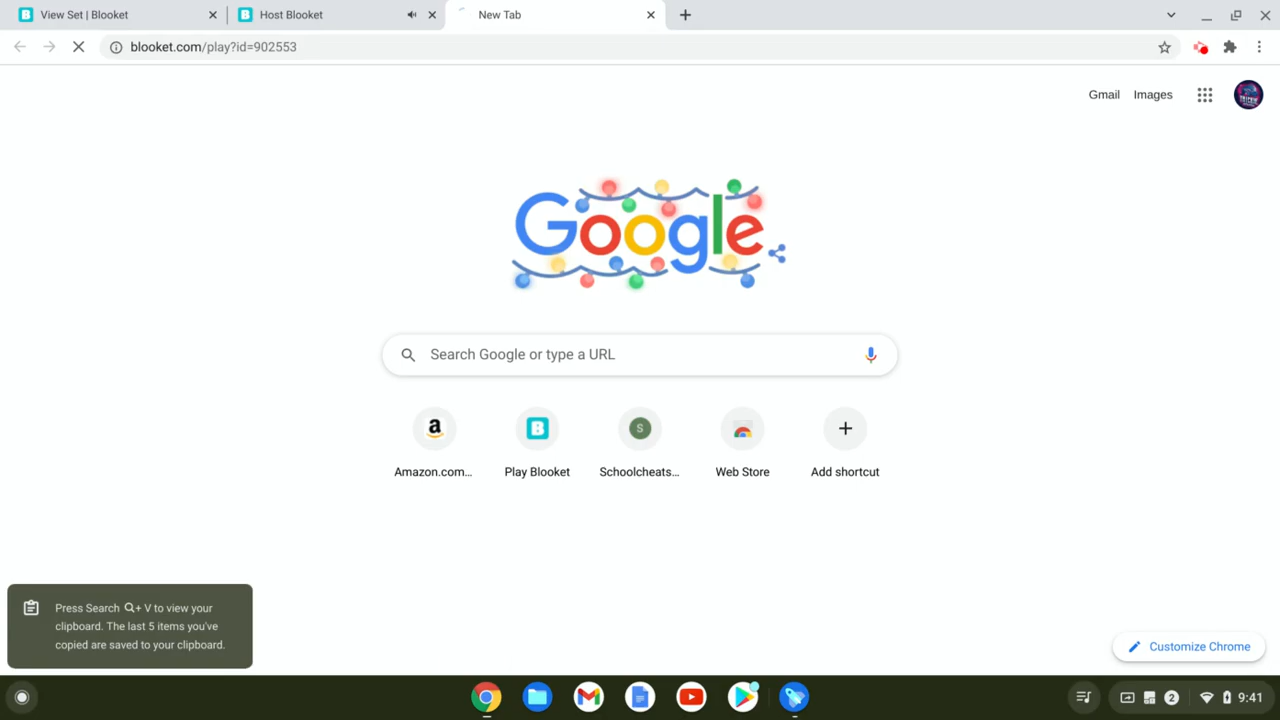 View Set | Blooket
Host Blooket
New Tab
blooket.com/play?id=902553
Gmail
Images
Google
Search Google or type a URL
a
B
S
Amazon.com...
Play Blooket
Schoolcheats...
Web Store
Add shortcut
Press Search + V to view your
clipboard. The last 5 items you've
copied are saved to your clipboard.
Customize Chrome
2
9:41